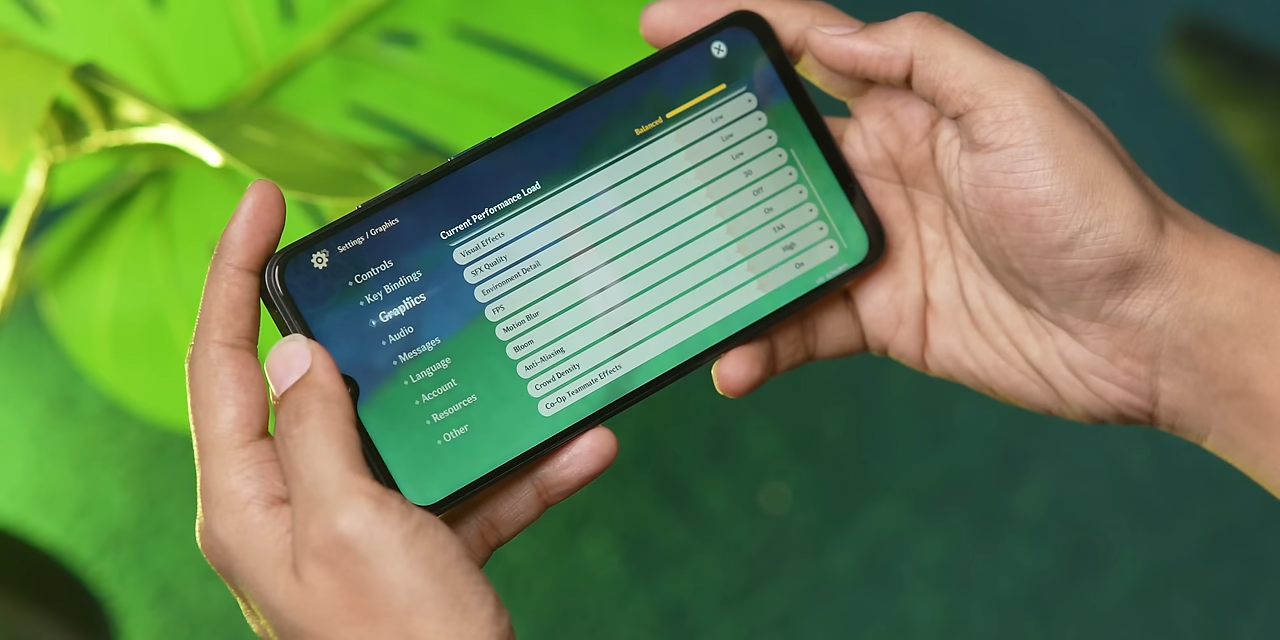 Settings / Graphics
Controls
Key Bindings
Graphics
Audio
Messages
Language
Account
Resources
Other
Current Performance Load
Balanced
Visual Effects Low
SFX Quality Low
Environment Detail Low
FPS 30
Motion Blur Off
Bloom On
Anti-Aliasing
Crowd Density High
Co-Op Teammate Effects On